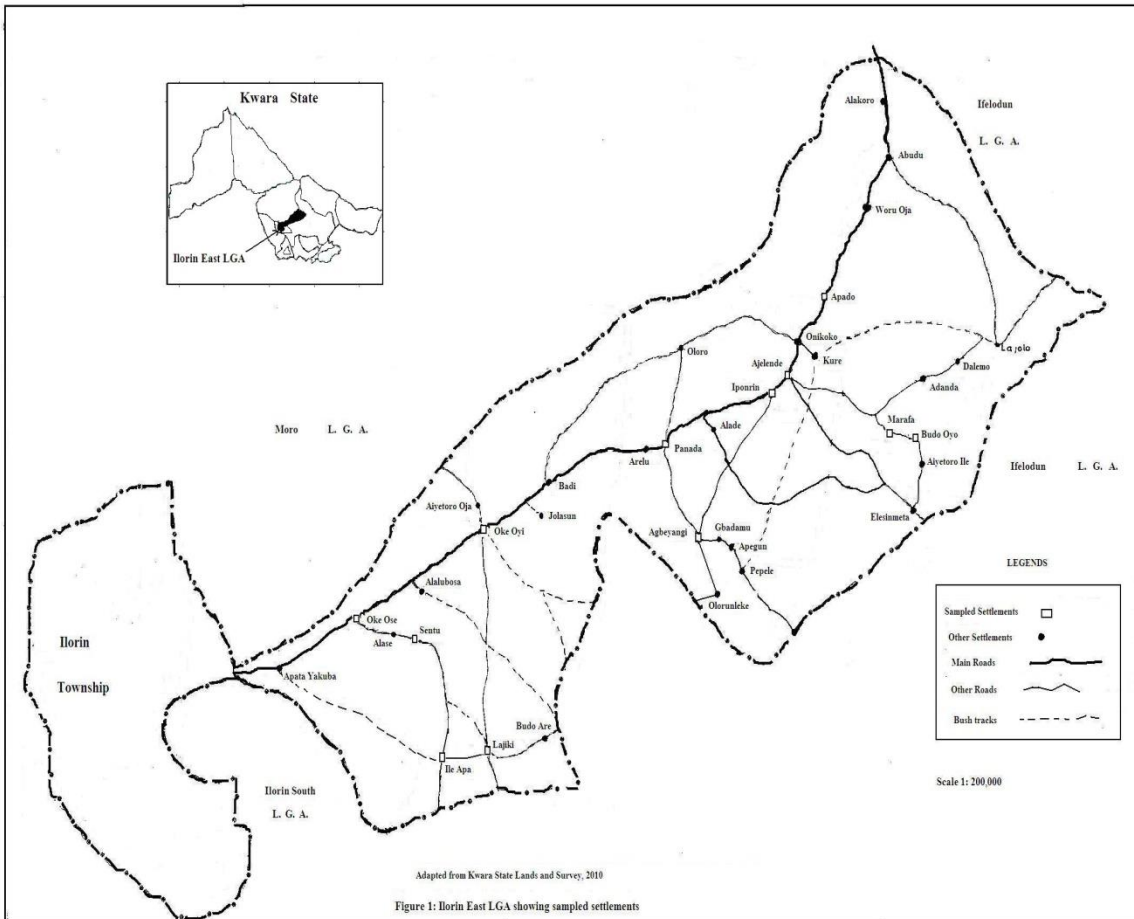 Kwara State
Ilorin East LGA
Alakoro
Ifelodun
L. G. A.
Abudu
Woru Oja
Apado
Onikoko
Kure
Lajolo
Oloro
Ajelende
Dalemo
Iponrin
Adanda
Marafa
Budo Oyo
Moro L. G. A.
Alade
Panada
Arelu
Aiyetoro Ile
Ifelodun L. G. A.
Badi
Aiyetoro Oja
Jolasun
Oke Oyi
Elesinmeta
Agbeyangi
Gbadamu
Apegun
Pepele
Olorunleke
Alalubosa
Oke Ose
Sentu
Alase
Ilorin
Township
Apata Yakuba
Budo Are
Lajiki
Ile Apa
Ilorin South
L. G. A.
LEGENDS
Sampled Settlements
Other Settlements
Main Roads
Other Roads
Bush tracks
Scale 1: 200,000
Adapted from Kwara State Lands and Survey, 2010
Figure 1: Ilorin East LGA showing sampled settlements